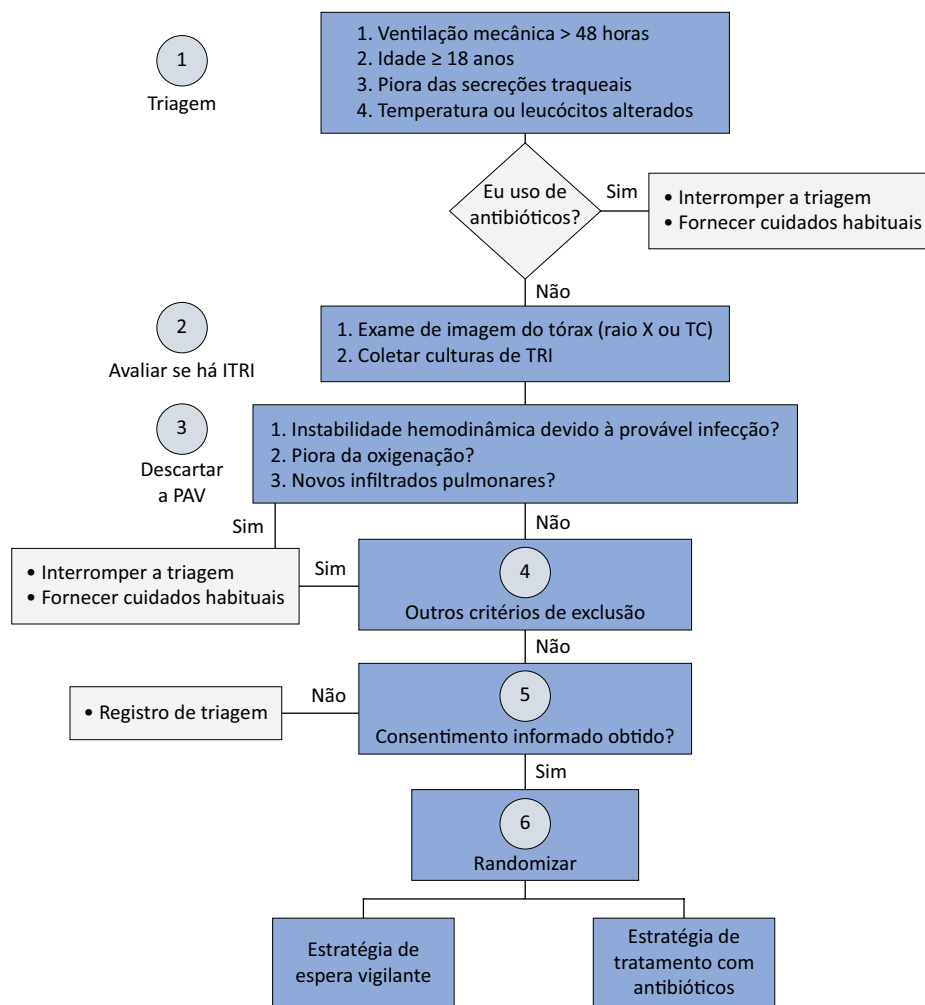 1
Triagem
1. Ventilação mecânica > 48 horas
2. Idade ≥ 18 anos
3. Piora das secreções traqueais
4. Temperatura ou leucócitos alterados
Eu uso de
antibióticos?
Sim
• Interromper a triagem
• Fornecer cuidados habituais
Não
2
Avaliar se há ITRI
1. Exame de imagem do tórax (raio X ou TC)
2. Coletar culturas de TRI
3
Descartar
a PAV
1. Instabilidade hemodinâmica devido à provável infecção?
2. Piora da oxigenação?
3. Novos infiltrados pulmonares?
Sim
Não
• Interromper a triagem
• Fornecer cuidados habituais
Sim
4
Outros critérios de exclusão
Não
• Registro de triagem
Não
5
Consentimento informado obtido?
Sim
6
Randomizar
Estratégia de
espera vigilante
Estratégia de
tratamento com
antibióticos